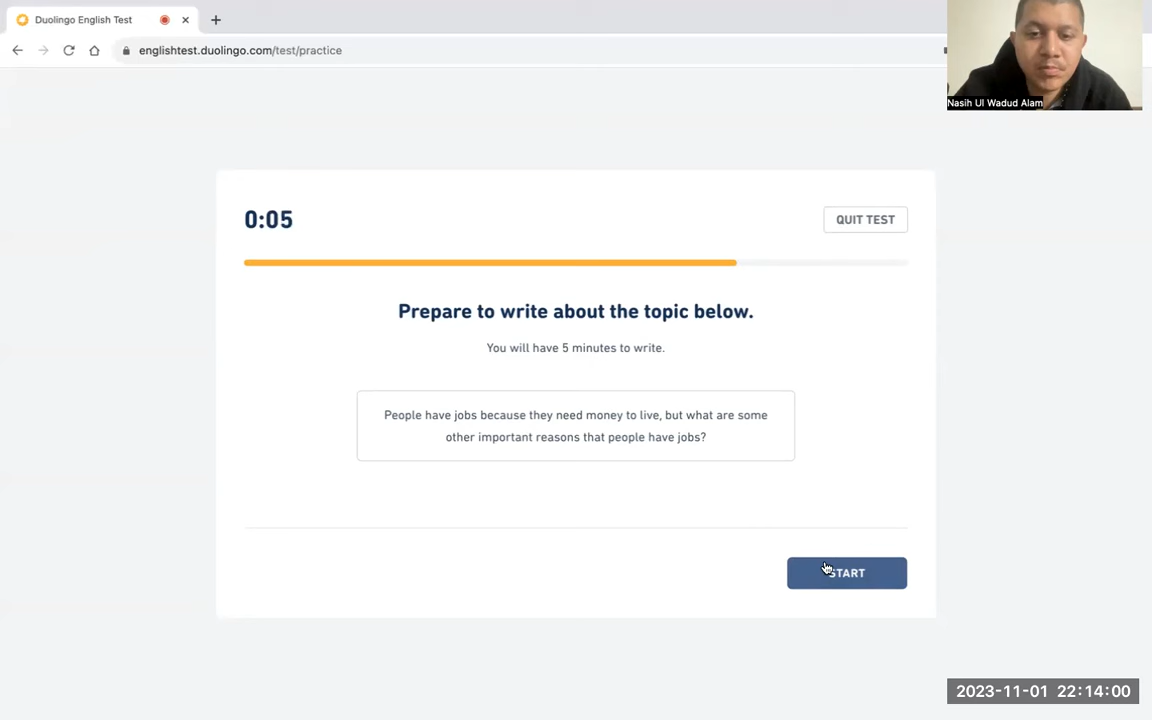 Duolingo English Test
englishtest.duolingo.com/test/practice
Nasih Ul Wadud Alam
0:05
QUIT TEST
Prepare to write about the topic below.
You will have 5 minutes to write.
People have jobs because they need money to live, but what are some
other important reasons that people have jobs?
START
2023-11-01 22:14:00